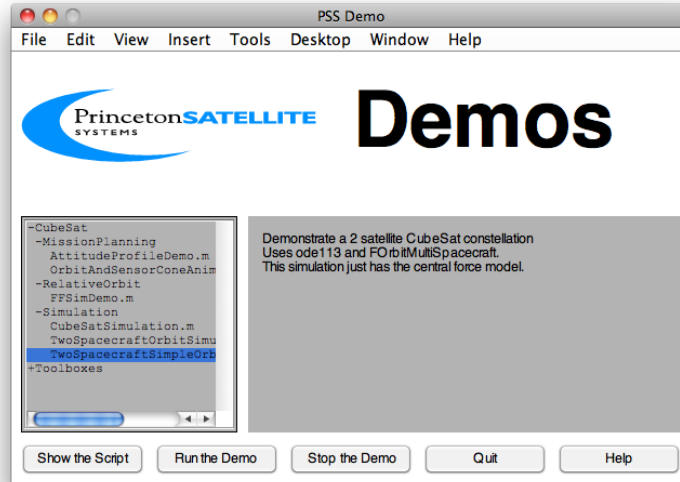 PSS Demo
File Edit View Insert Tools Desktop Window Help
PrincetonSATELLITE
SYSTEMS
Demos
-CubeSat
-MissionPlanning
AttitudeProfileDemo.m
OrbitAndSensorConeAnim
-RelativeOrbit
FFSimDemo.m
-Simulation
CubeSatSimulation.m
TwoSpacecraftOrbitSimu
TwoSpacecraftSimpleOrb
+Toolboxes
Demonstrate a 2 satellite CubeSat constellation
Uses ode113 and FOrbitMultiSpacecraft.
This simulation just has the central force model.
Show the Script Run the Demo Stop the Demo Quit Help